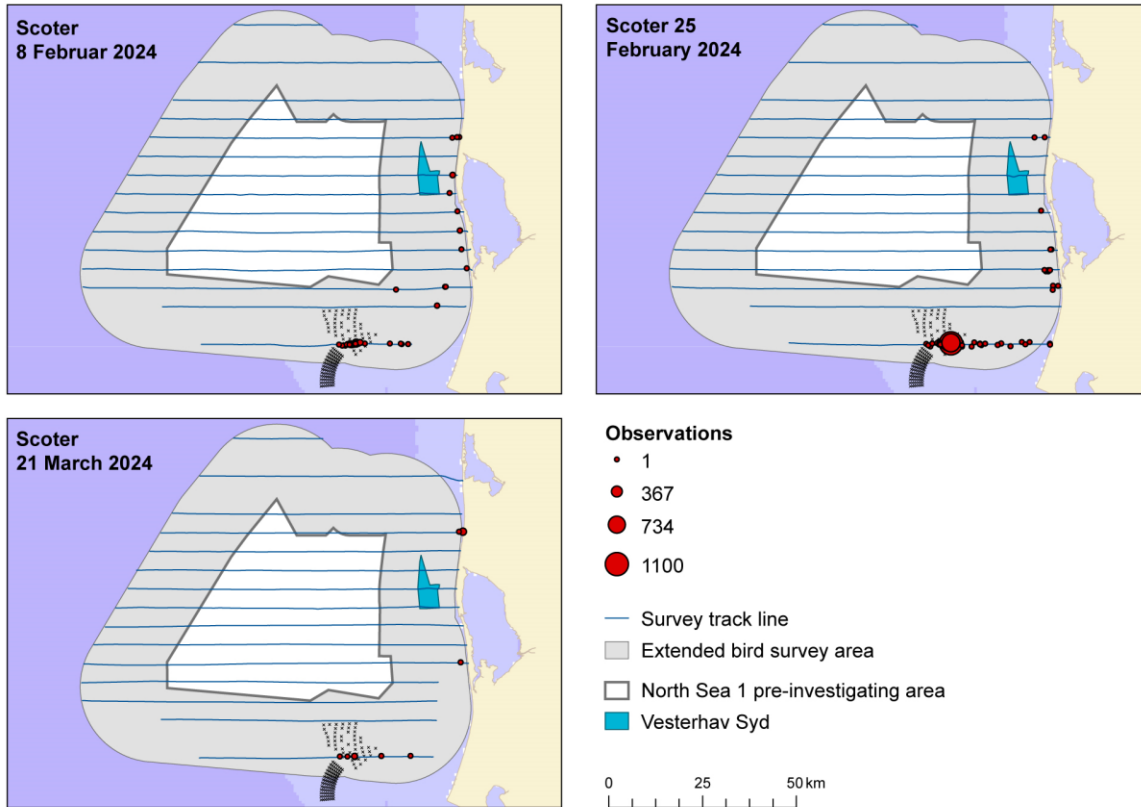 Scoter
8 Februar 2024
Scoter 25
February 2024
Scoter
21 March 2024
Observations
1
367
734
1100
Survey track line
Extended bird survey area
North Sea 1 pre-investigating area
Vesterhav Syd
0 25 50 km